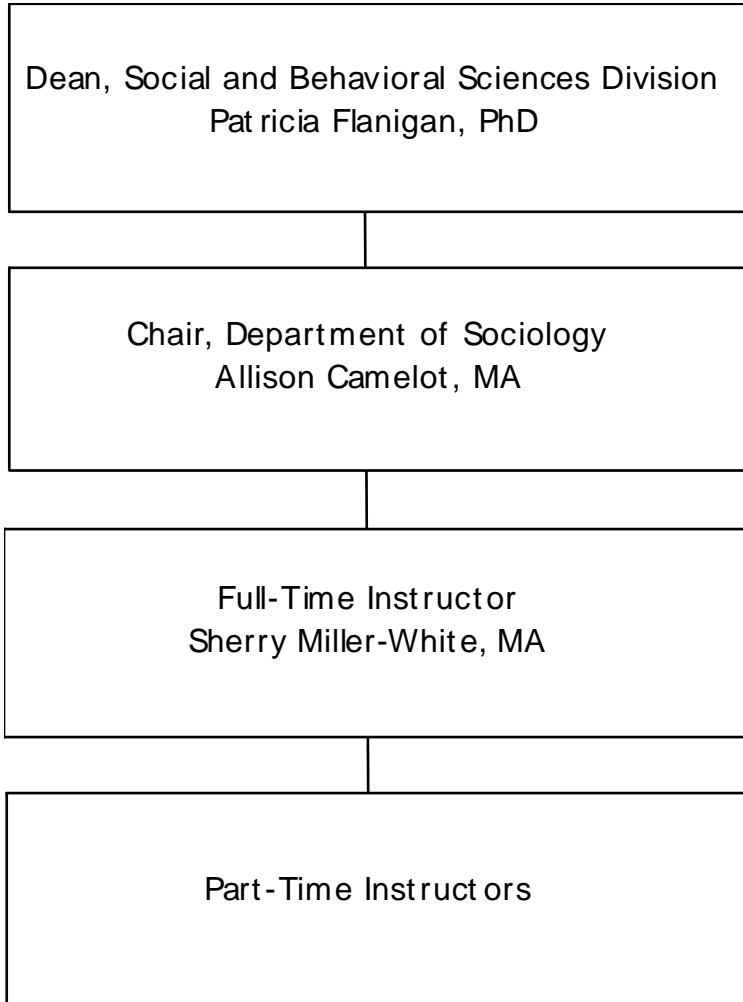 Dean, Social and Behavioral Sciences Division
Patricia Flanigan, PhD
Chair, Department of Sociology
Allison Camelot, MA
Full-Time Instructor
Sherry Miller-White, MA
Part-Time Instructors